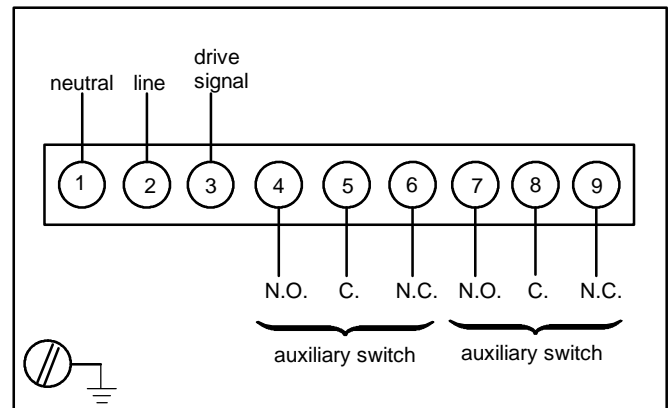 drive
signal
neutral line
1 2 3 4 5 6 7 8 9
N.O. C. N.C. N.O. C. N.C.
auxiliary switch auxiliary switch